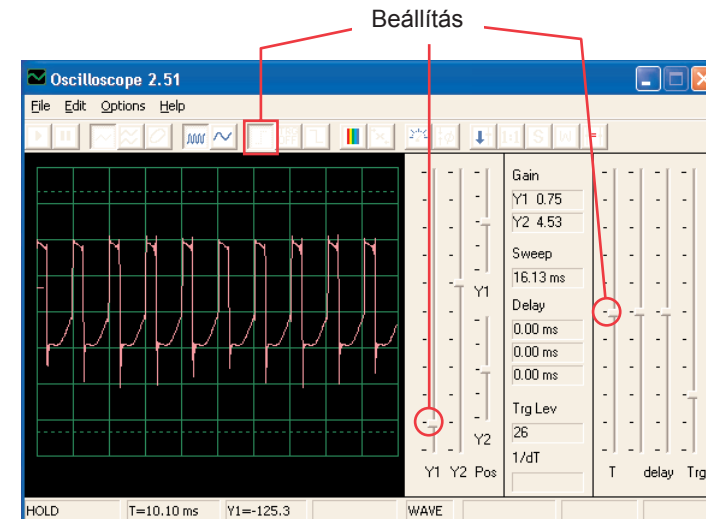 Beállítás
Oscilloscope 2.51
File Edit Options Help
Gain
Y1 0.75
Y2 4.53
Sweep
16.13 ms
Y1
Delay
0.00 ms
0.00 ms
0.00 ms
Trg Lev
26
Y2
1/dT
Y1 Y2 Pos
T delay Trg
HOLD T=10.10 ms Y1=-125.3 WAVE